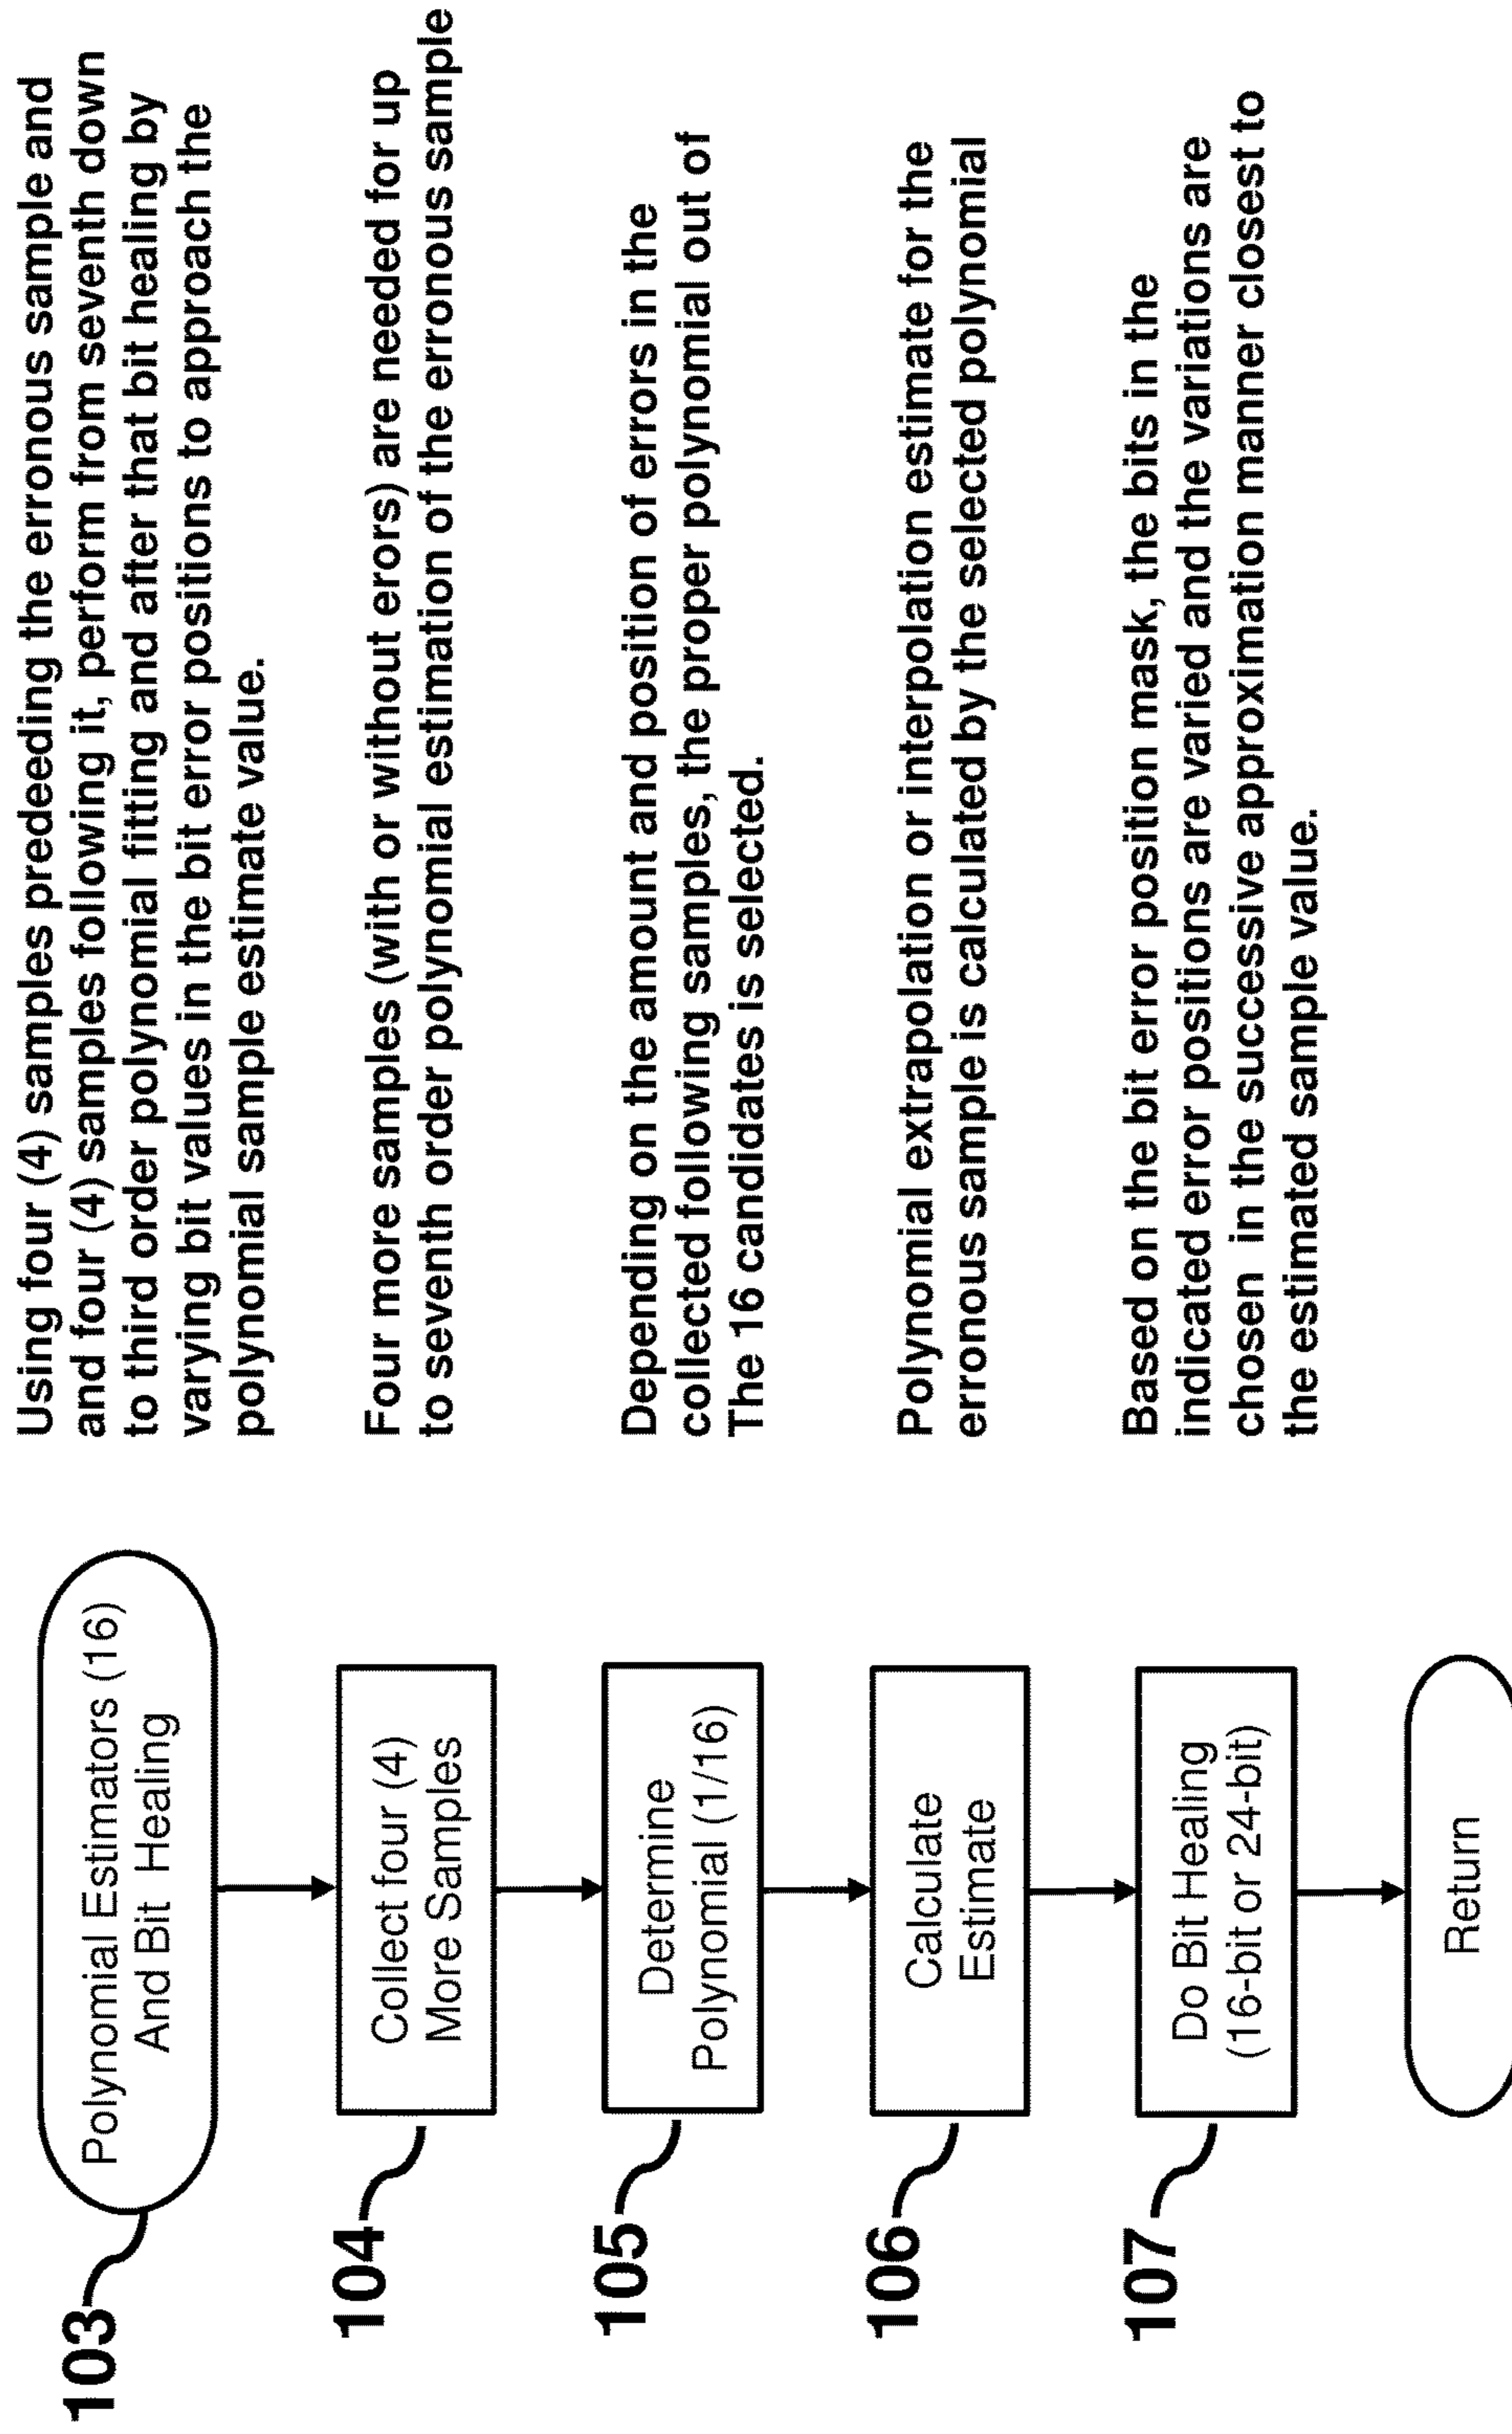 103
Polynomial Estimators (16)
And Bit Healing
Using four (4) samples predeeding the erronous sample and
and four (4) samples following it, perform from seventh down
to third order polynomial fitting and after that bit healing by
varying bit values in the bit error positions to approach the
polynomial sample estimate value.
104
Collect four (4)
More Samples
Four more samples (with or without erors) are needed for up
to seventh order polynomial estimation of the erronous sample
105
Determine
Polynomial (1/16)
Depending on the amount and position of errors in the
collected following samples, the proper polynomial out of
The 16 candidates is selected.
106
Calculate
Estimate
Polynomial extrapolation or interpolation estimate for the
erronous sample is calculated by the selected polynomial
107
Do Bit Healing
(16-bit or 24-bit)
Based on the bit error position mask, the bits in the
indicated error positions are varied and the variations are
chosen in the successive approximation manner closest to
the estimated sample value.
Return